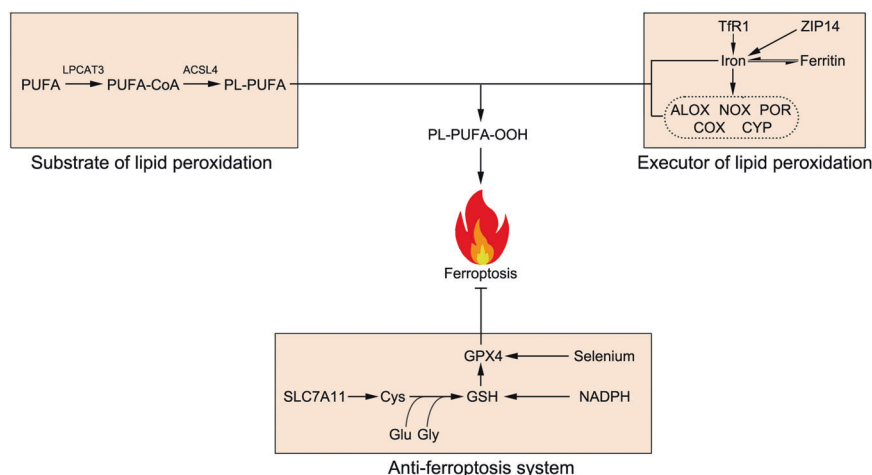 LPCAT3 ACSL4
PUFA PUFA-CoA PL-PUFA
Substrate of lipid peroxidation
TfR1 ZIP14
Iron Ferritin
ALOX NOX POR
COX CYP
Executor of lipid peroxidation
PL-PUFA-OOH
Ferroptosis
GPX4 Selenium
SLC7A11 Cys GSH NADPH
Glu Gly
Anti-ferroptosis system